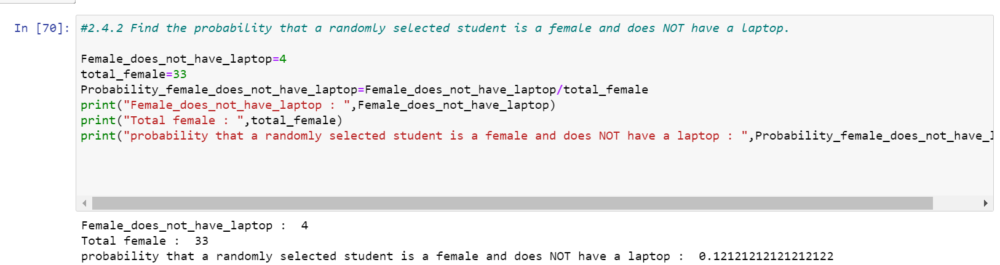 In [70]: #2.4.2 Find the probability that a randomly selected student is a female and does NOT have a laptop.
Female_does_not_have_laptop=4
total_female=33
Probability_female_does_not_have_laptop=Female_does_not_have_laptop/total_female
print("Female_does_not_have_laptop : ",Female_does_not_have_laptop)
print("Total female : ",total_female)
print("probability that a randomly selected student is a female and does NOT have a laptop : ",Probability_female_does_not_have_l
Female_does_not_have_laptop :  4
Total female :  33
probability that a randomly selected student is a female and does NOT have a laptop :  0.12121212121212122